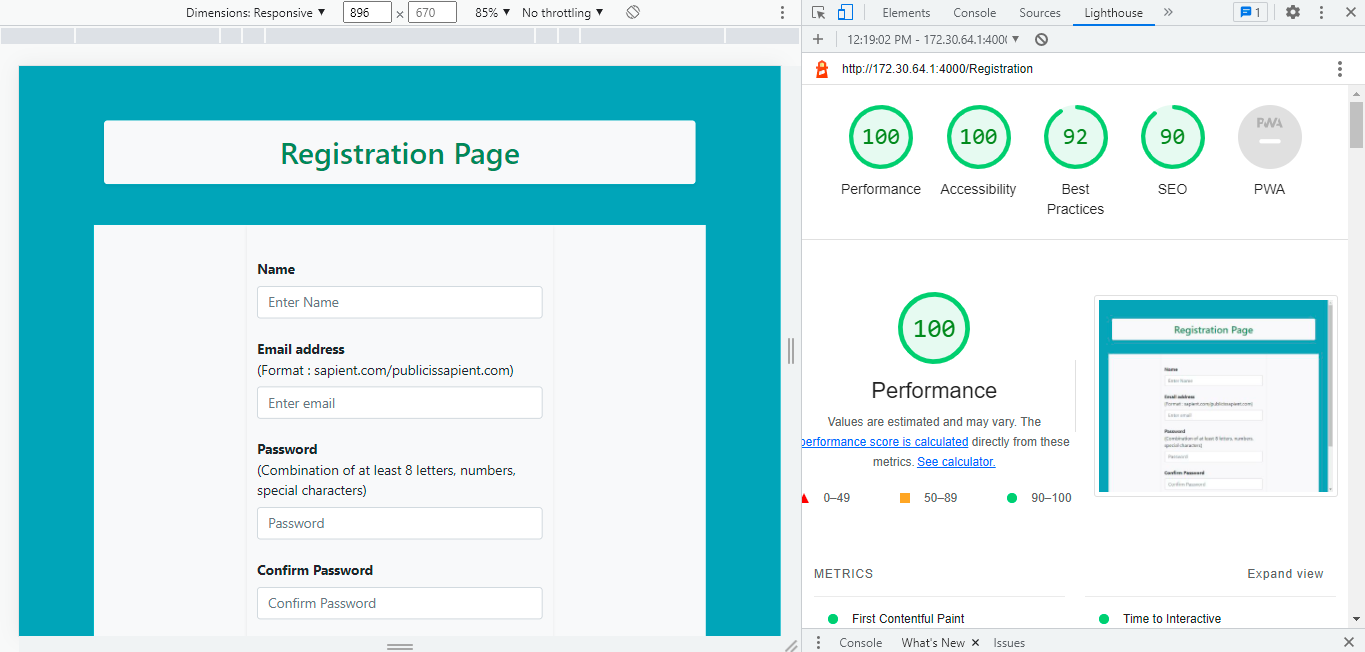 Dimensions: Responsive ▼ 896 × 670 85% ▼ No throttling ▼
Registration Page
Name
Enter Name
Email address
(Format : sapient.com/publicissapient.com)
Enter email
Password
(Combination of at least 8 letters, numbers,
special characters)
Password
Confirm Password
Confirm Password
Elements Console Sources Lighthouse » 1
12:19:02 PM - 172.30.64.1:400( ▼
http://172.30.64.1:4000/Registration
100 100 92 90 PWA
Performance Accessibility Best SEO PWA
Practices
100
Performance
Values are estimated and may vary. The
performance score is calculated directly from these
metrics. See calculator.
0–49 50–89 90–100
Registration Page
Name
Enter Name
Email address
(Format : sapient.com/publicissapient.com)
Enter email
Password
(Combination of at least 8 letters, numbers,
special characters)
Password
Confirm Password
Confirm Password
METRICS Expand view
First Contentful Paint Time to Interactive
Console What's New × Issues